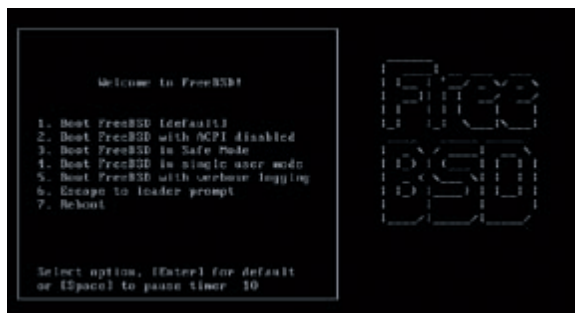 Welcome to FreeBSD!
1. Boot FreeBSD [default]
2. Boot FreeBSD with ACPI disabled
3. Boot FreeBSD in Safe Mode
4. Boot FreeBSD in single user mode
5. Boot FreeBSD with verbose logging
6. Escape to loader prompt
7. Reboot
Select option, [Enter] for default
or [Space] to pause timer 10
Free
BSD